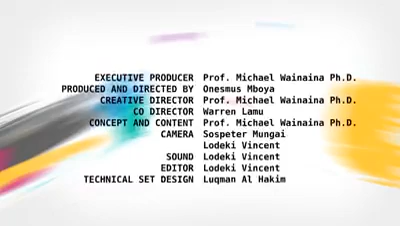 EXECUTIVE PRODUCER Prof. Michael Wainaina Ph.D.
PRODUCED AND DIRECTED BY Onesmus Mboya
CREATIVE DIRECTOR Prof. Michael Wainaina Ph.D.
CO DIRECTOR Warren Lamu
CONCEPT AND CONTENT Prof. Michael Wainaina Ph.D.
CAMERA Sospeter Mungai
Lodeki Vincent
SOUND Lodeki Vincent
EDITOR Lodeki Vincent
TECHNICAL SET DESIGN Luqman Al Hakim